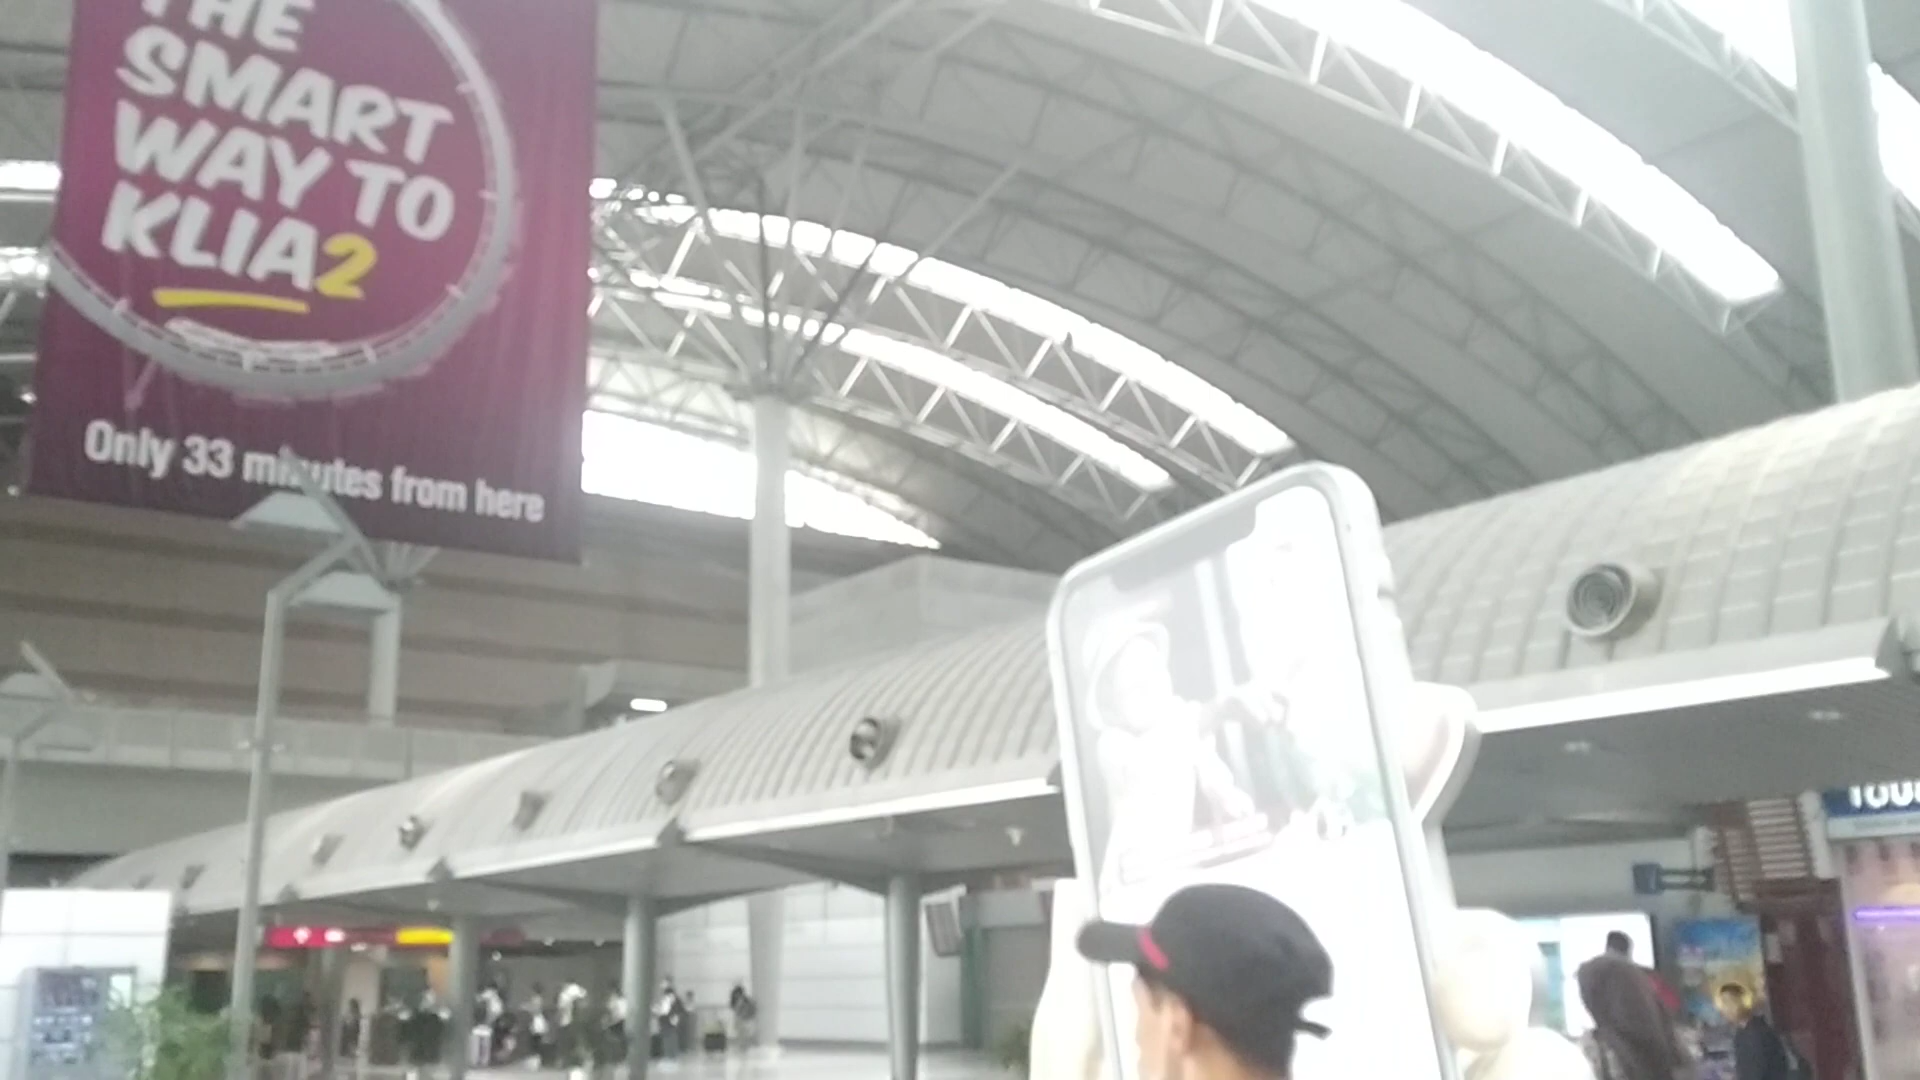 THE
SMART
WAY TO
KLIA2
Only 33 minutes from here